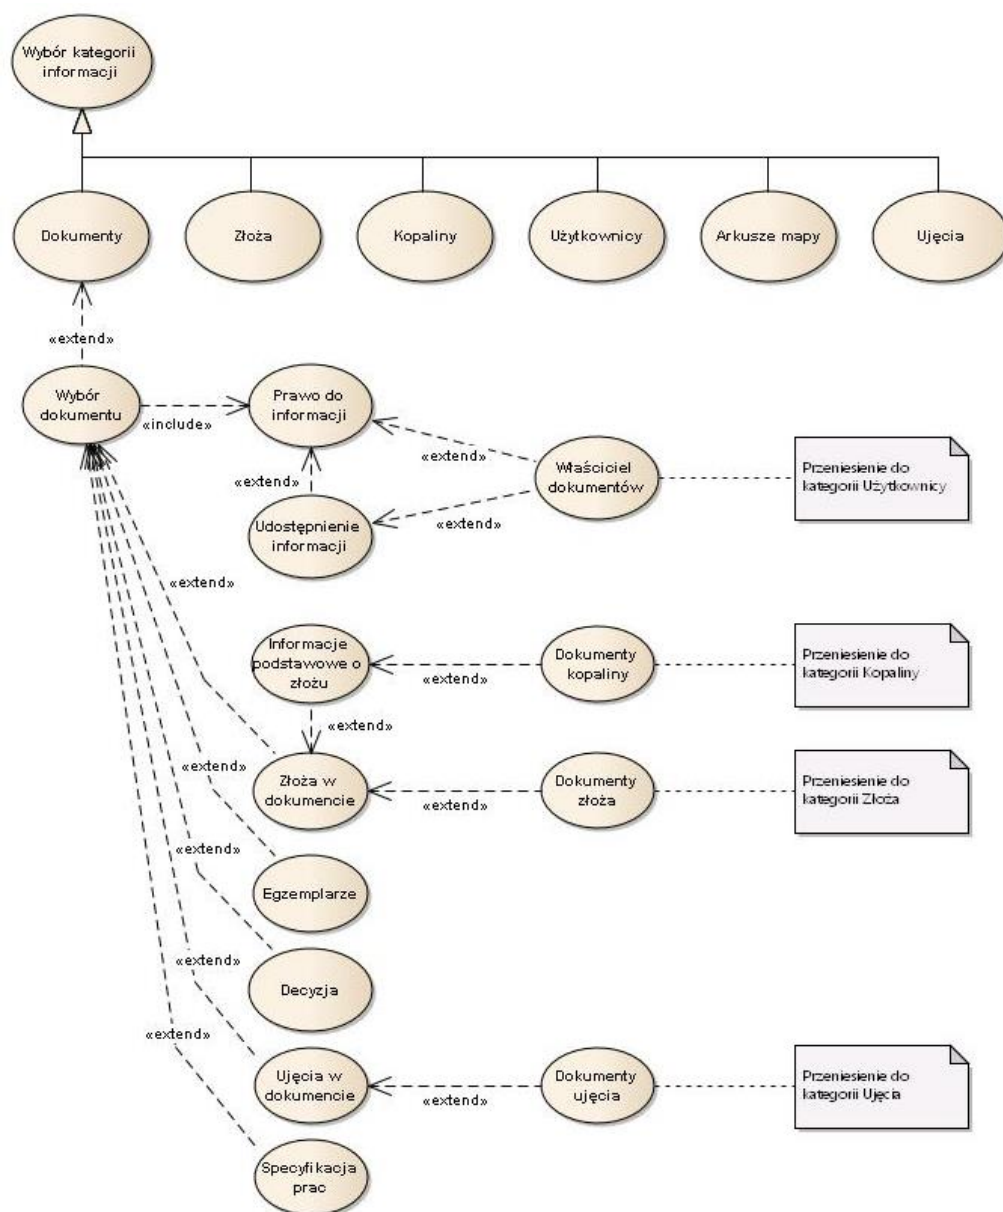 Wybór kategorii
informacji
Dokumenty
Złoża
Kopaliny
Użytkownicy
Arkusze mapy
Ujęcia
«extend»
Wybór
dokumentu
«include»
Prawo do
informacji
«extend»
«extend»
Właściciel
dokumentów
Przeniesienie do
kategorii Użytkownicy
Udostępnienie
informacji
«extend»
«extend»
Informacje
podstawowe o
złożu
«extend»
Dokumenty
kopaliny
Przeniesienie do
kategorii Kopaliny
«extend»
«extend»
Złoża w
dokumencie
«extend»
Dokumenty
złoża
Przeniesienie do
kategorii Złoża
«extend»
Egzemplarze
«extend»
Decyzja
«extend»
Ujęcia w
dokumencie
«extend»
Dokumenty
ujęcia
Przeniesienie do
kategorii Ujęcia
Specyfikacja
prac